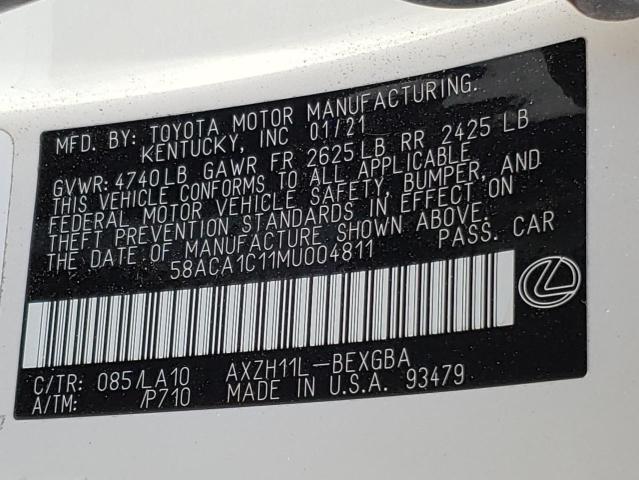 MFD. BY: TOYOTA MOTOR MANUFACTURING.
KENTUCKY, INC 01/21
GVWR: 4740LB GAWR FR 2625LB RR 2425 LB
THIS VEHICLE CONFORMS TO ALL APPLICABLE
FEDERAL MOTOR VEHICLE SAFETY, BUMPER, AND
THEFT PREVENTION STANDARDS IN EFFECT ON
THE DATE OF MANUFACTURE SHOWN ABOVE.
58ACA1C11MU004811 PASS. CAR
C/TR: 085/LA10 AXZH11L-BEXGBA
A/TM: /P710 MADE IN U.S.A. 93479